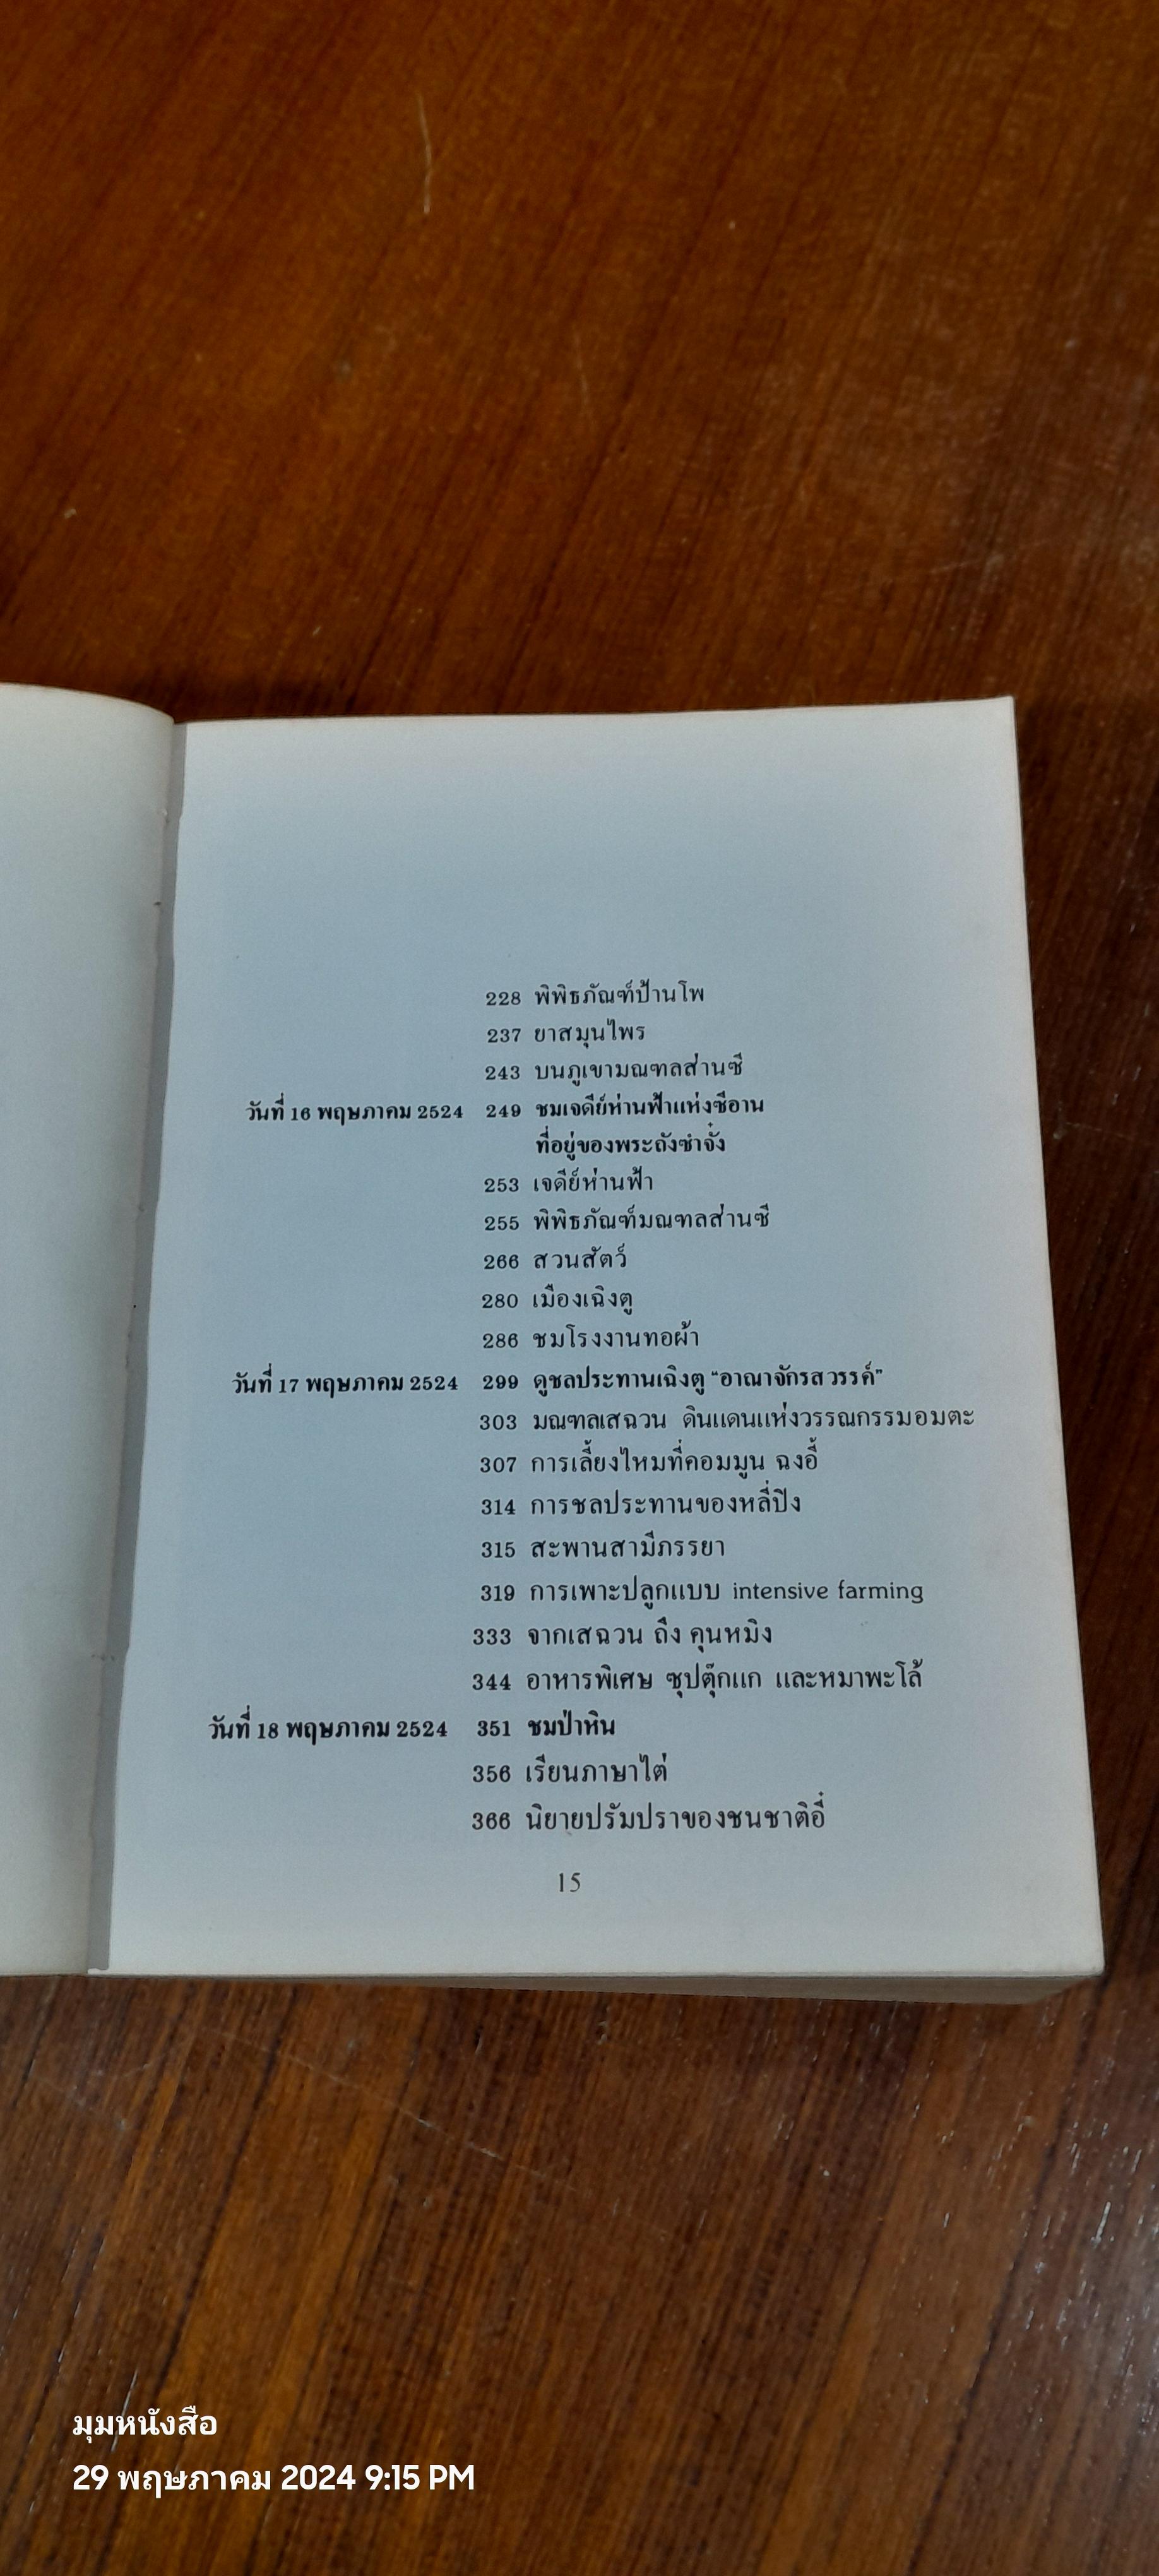 228 พิพิธภัณฑ์ป้านโพ
237 ยาสมุนไพร
243 บนภูเขามณฑลส่านซี
วันที่ 16 พฤษภาคม 2524 249 ชมเจดีย์ห่านฟ้าแห่งซีอาน
ที่อยู่ของพระถังซำจั๋ง
253 เจดีย์ห่านฟ้า
255 พิพิธภัณฑ์มณฑลส่านซี
266 สวนสัตว์
280 เมืองเฉิงตู
286 ชมโรงงานทอผ้า
วันที่ 17 พฤษภาคม 2524 299 ดูชลประทานเฉิงตู “อาณาจักรสวรรค์”
303 มณฑลเสฉวน ดินแดนแห่งวรรณกรรมอมตะ
307 การเลี้ยงไหมที่คอมมูน ฉงอี้
314 การชลประทานของหลี่ปิง
315 สะพานสามีภรรยา
319 การเพาะปลูกแบบ intensive farming
333 จากเสฉวน ถึง คุนหมิง
344 อาหารพิเศษ ซุปตุ๊กแก และหมาพะโล้
วันที่ 18 พฤษภาคม 2524 351 ชมป่าหิน
356 เรียนภาษาไต่
366 นิยายปรัมปราของชนชาติอี๋
15
มุมหนังสือ
29 พฤษภาคม 2024 9:15 PM